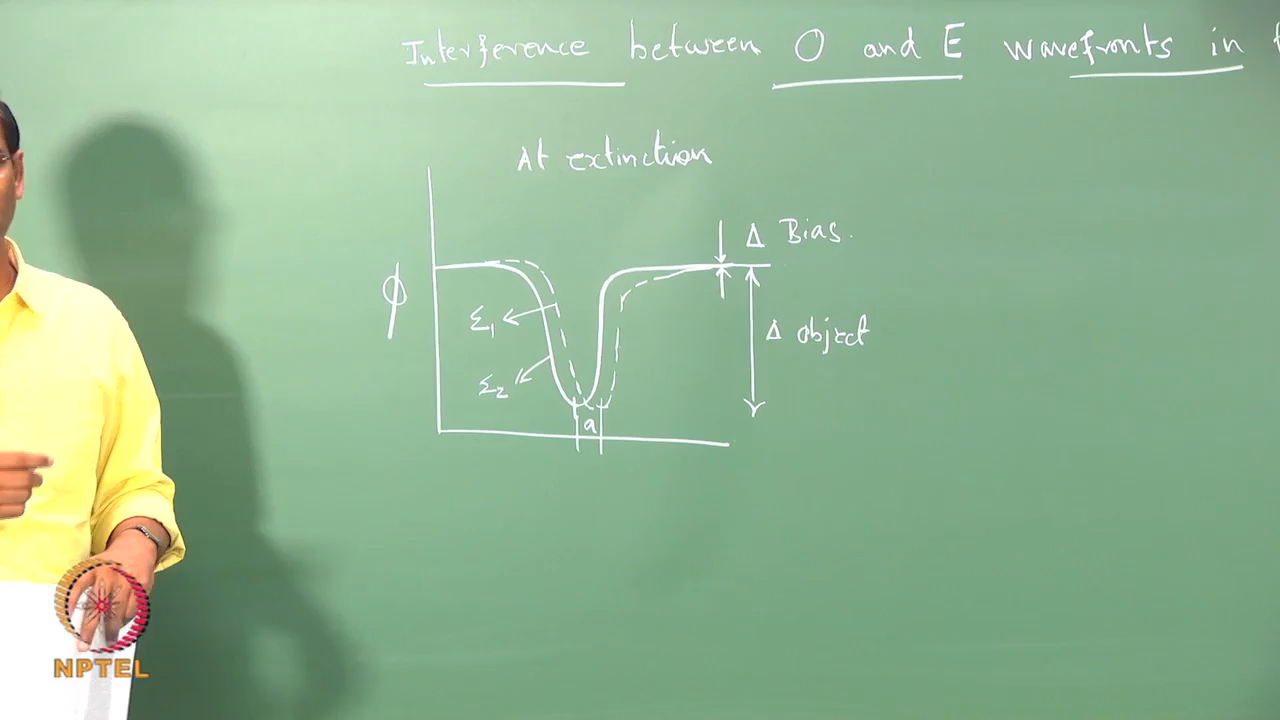 Interference between O and E wavefronts in
At extinction
Δ Bias.
ϕ
Σ1
Δ object
Σ2
a
NPTEL